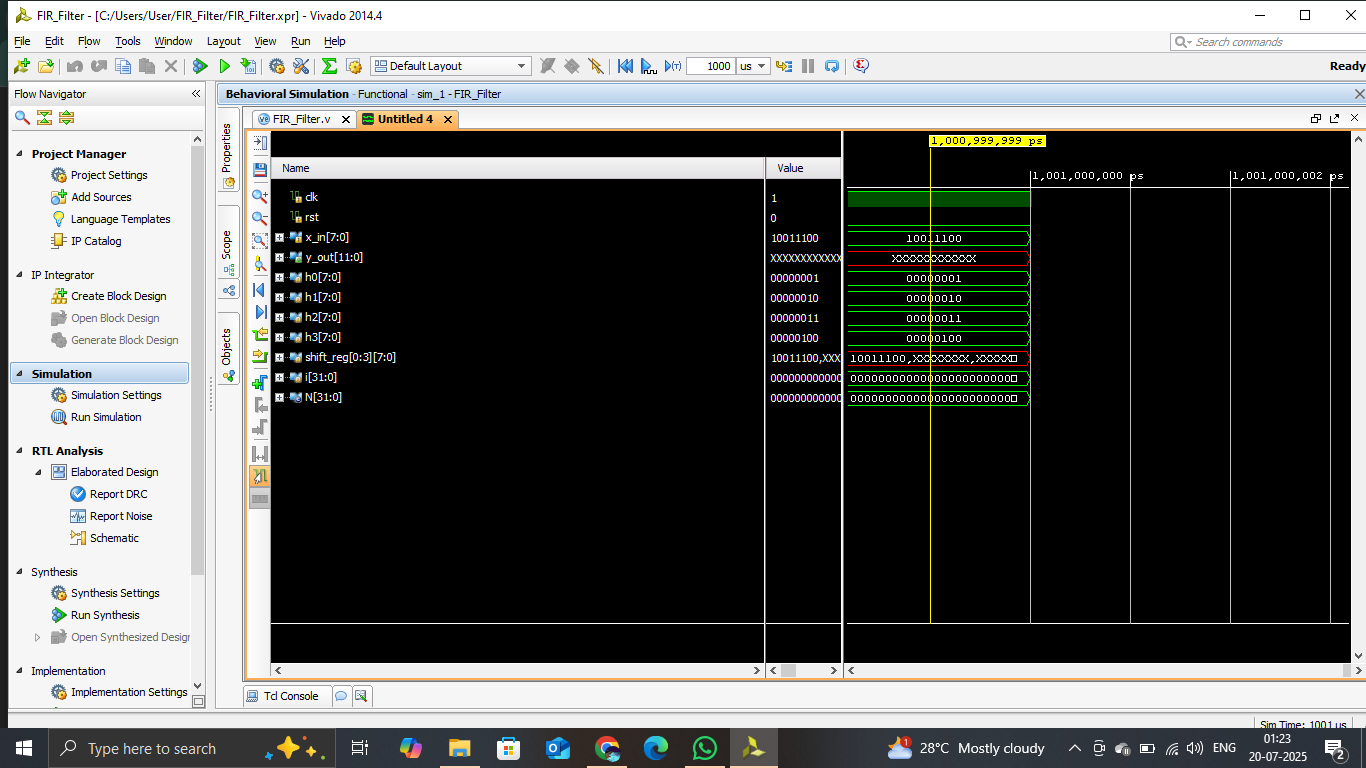 FIR_Filter - [C:/Users/User/FIR_Filter/FIR_Filter.xpr] - Vivado 2014.4
File Edit Flow Tools Window Layout View Run Help
Search commands
Default Layout
1000 us
Ready
Flow Navigator
Project Manager
Project Settings
Add Sources
Language Templates
IP Catalog
IP Integrator
Create Block Design
Open Block Design
Generate Block Design
Simulation
Simulation Settings
Run Simulation
RTL Analysis
Elaborated Design
Report DRC
Report Noise
Schematic
Synthesis
Synthesis Settings
Run Synthesis
Open Synthesized Design
Implementation
Implementation Settings
Behavioral Simulation - Functional - sim_1 - FIR_Filter
FIR_Filter.v
Untitled 4
Properties
Scope
Objects
1,000,999,999 ps
1,001,000,000 ps
1,001,000,002 ps
Name Value
clk 1
rst 0
x_in[7:0] 10011100 10011100
y_out[11:0] XXXXXXXXXXXX XXXXXXXXXXXX
h0[7:0] 00000001 00000001
h1[7:0] 00000010 00000010
h2[7:0] 00000011 00000011
h3[7:0] 00000100 00000100
shift_reg[0:3][7:0] 10011100,XXX 10011100,XXXXXXXX,XXXXX
i[31:0] 000000000000 00000000000000000000000
N[31:0] 000000000000 00000000000000000000000
Tcl Console
Sim Time: 1001 us
Type here to search
1
28°C Mostly cloudy
ENG
01:23
20-07-2025
2